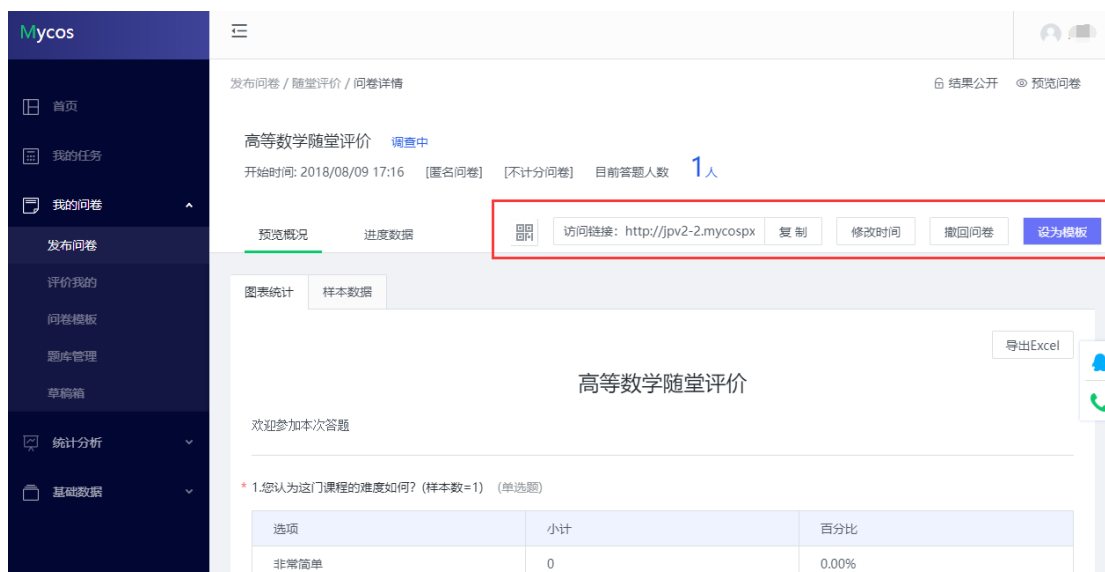 Mycos
发布问卷 / 随堂评价 / 问卷详情
结果公开 预览问卷
首页
我的任务
我的问卷
发布问卷
评价我的
问卷模板
题库管理
草稿箱
统计分析
基础数据
高等数学随堂评价 调查中
开始时间: 2018/08/09 17:16 [匿名问卷] [不计分问卷] 目前答题人数 1人
预览概况 进度数据 访问链接: http://jpv2-2.mycospx 复制 修改时间 撤回问卷 设为模板
图表统计 样本数据
导出Excel
高等数学随堂评价
欢迎参加本次答题
* 1.您认为这门课程的难度如何? (样本数=1) (单选题)
选项 小计 百分比
非常简单 0 0.00%